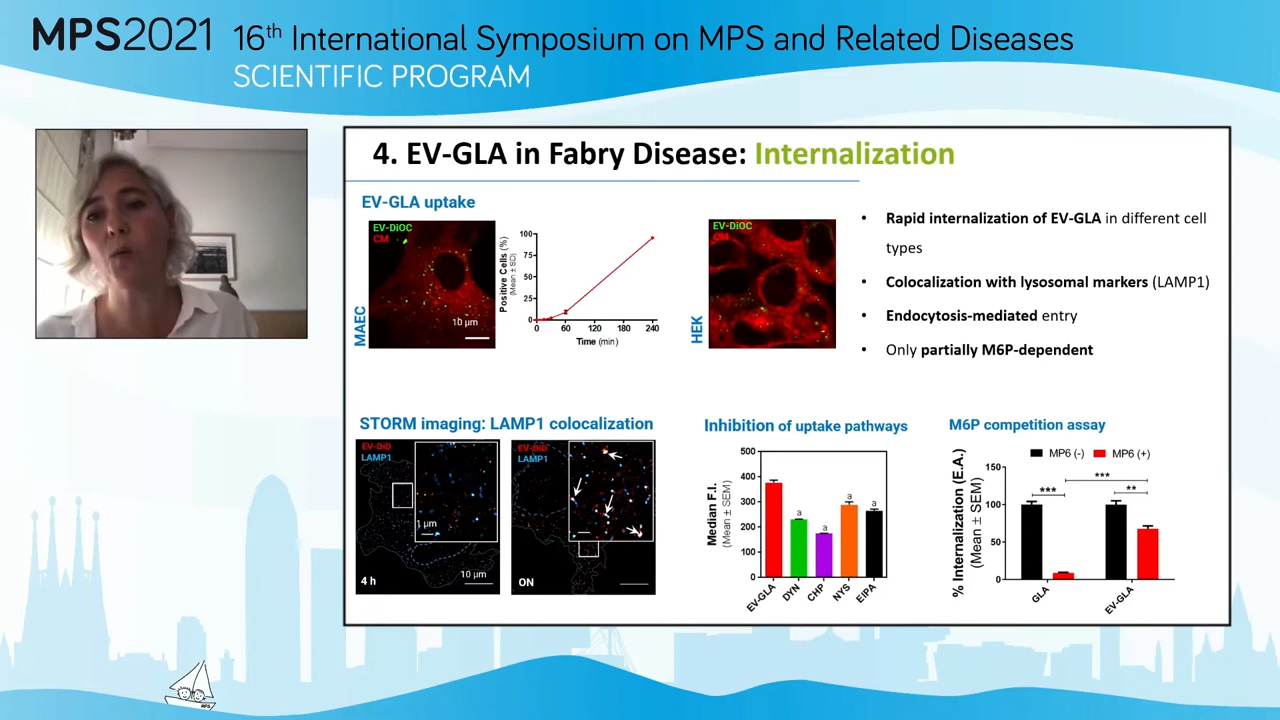 MPS2021 16th International Symposium on MPS and Related Diseases
SCIENTIFIC PROGRAM
4. EV-GLA in Fabry Disease: Internalization
EV-GLA uptake
EV-DiOC
CM
10 µm
MAEC
Positive Cells (%)
(Mean ± SD)
100
75
50
25
0
0 60 120 180 240
Time (min)
EV-DiOC
CM
HEK
• Rapid internalization of EV-GLA in different cell
types
• Colocalization with lysosomal markers (LAMP1)
• Endocytosis-mediated entry
• Only partially M6P-dependent
STORM imaging: LAMP1 colocalization
EV-DiD
LAMP1
1 µm
4 h
10 µm
EV-DiD
LAMP1
ON
Inhibition of uptake pathways
Median F.I.
(Mean ± SEM)
500
400
300
200
100
0
a
a
a
a
EV-GLA
DYN
CHP
NYS
EIPA
M6P competition assay
MP6 (-) MP6 (+)
% Internalization (E.A.)
(Mean ± SEM)
150
100
50
0
***
***
**
GLA
EV-GLA
MPS